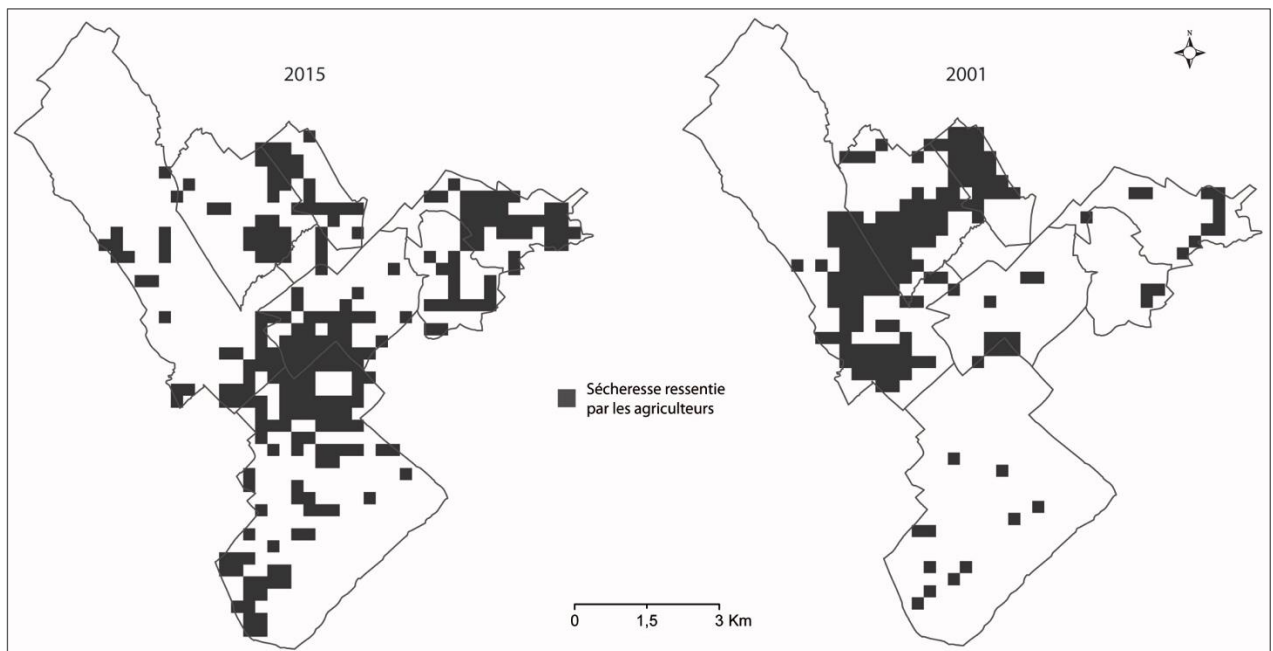 N
2015
2001
Sécheresse ressentie
par les agriculteurs
0 1,5 3 Km